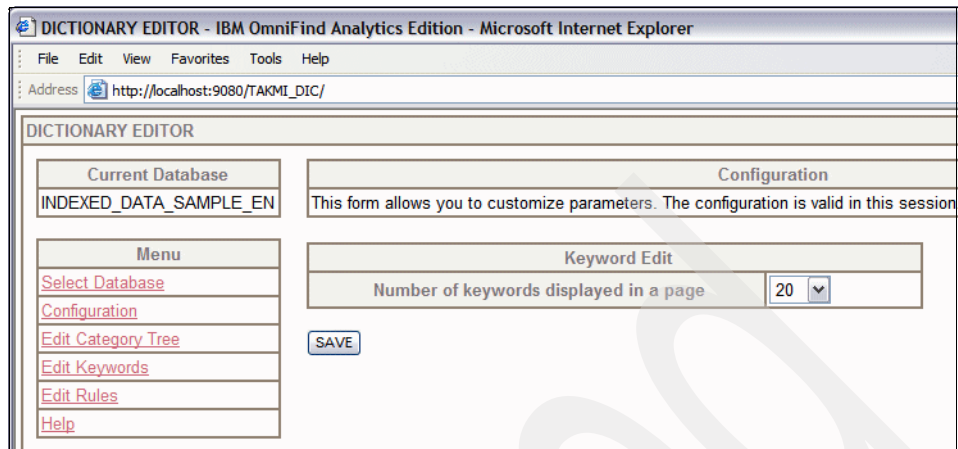 DICTIONARY EDITOR - IBM OmniFind Analytics Edition - Microsoft Internet Explorer
File Edit View Favorites Tools Help
Address http://localhost:9080/TAKMI_DIC/
DICTIONARY EDITOR
Current Database
INDEXED_DATA_SAMPLE_EN
Menu
Select Database
Configuration
Edit Category Tree
Edit Keywords
Edit Rules
Help
Configuration
This form allows you to customize parameters. The configuration is valid in this session
Keyword Edit
Number of keywords displayed in a page 20
SAVE